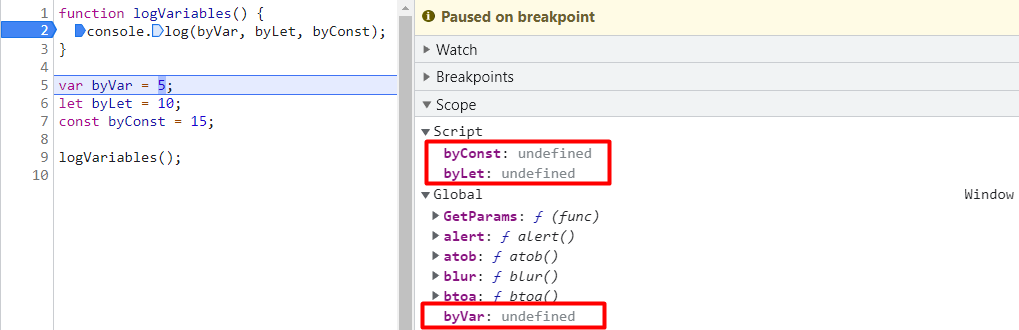 1 function logVariables() {
2 console.log(byVar, byLet, byConst);
3 }
4
5 var byVar = 5;
6 let byLet = 10;
7 const byConst = 15;
8
9 logVariables();
10
Paused on breakpoint
Watch
Breakpoints
Scope
Script
byConst: undefined
byLet: undefined
Global Window
GetParams: ƒ (func)
alert: ƒ alert()
atob: ƒ atob()
blur: ƒ blur()
btoa: ƒ btoa()
byVar: undefined